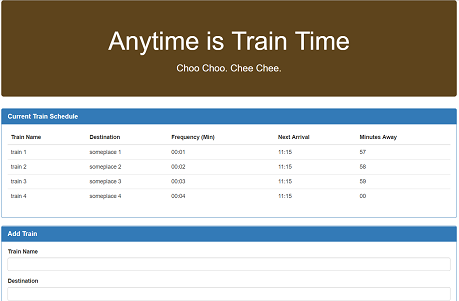 Anytime is Train Time
Choo Choo. Chee Chee.
Current Train Schedule
Train Name Destination Frequency (Min) Next Arrival Minutes Away
train 1 someplace 1 00:01 11:15 57
train 2 someplace 2 00:02 11:15 58
train 3 someplace 3 00:03 11:15 59
train 4 someplace 4 00:04 11:15 00
Add Train
Train Name
Destination